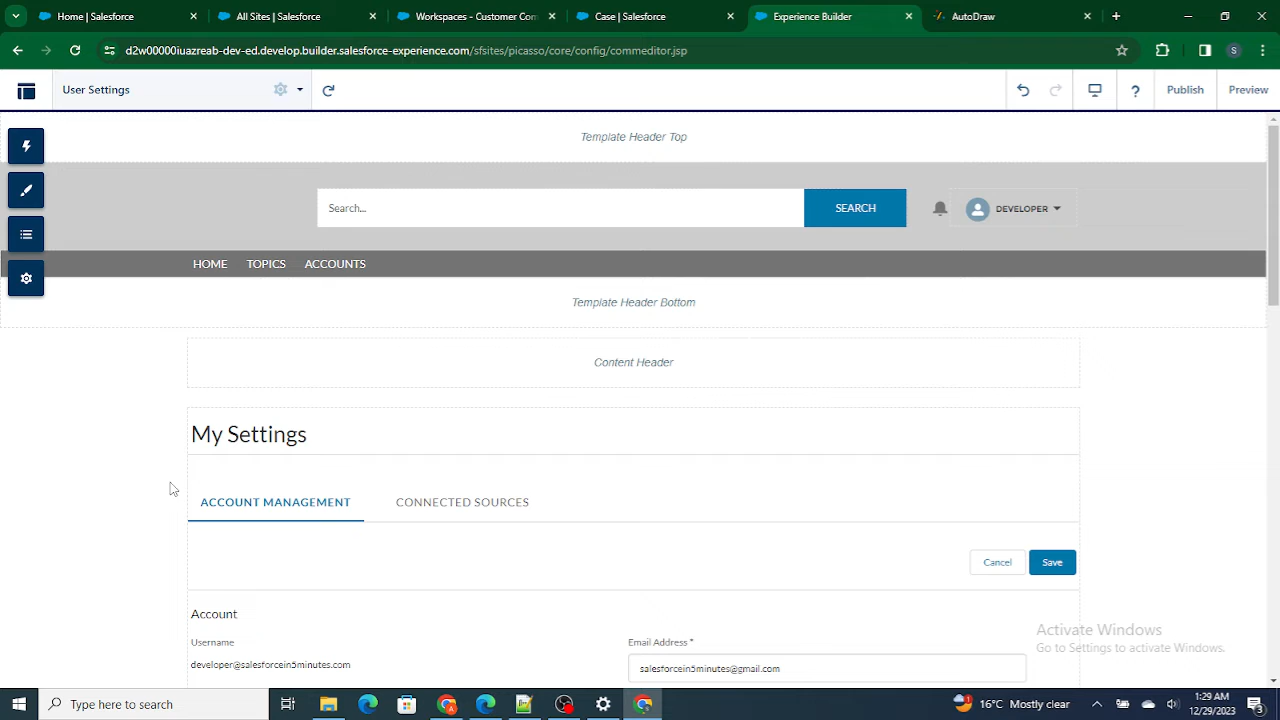 Home | Salesforce
All Sites | Salesforce
Workspaces - Customer Com
Case | Salesforce
Experience Builder
AutoDraw
d2w00000iuazreab-dev-ed.develop.builder.salesforce-experience.com/sfsites/picasso/core/config/commeditor.jsp
S
User Settings
?
Publish
Preview
Template Header Top
Search...
SEARCH
DEVELOPER
HOME
TOPICS
ACCOUNTS
Template Header Bottom
Content Header
My Settings
ACCOUNT MANAGEMENT
CONNECTED SOURCES
Cancel
Save
Account
Username
Email Address *
developer@salesforcein5minutes.com
salesforcein5minutes@gmail.com
Activate Windows
Go to Settings to activate Windows.
Type here to search
16°C Mostly clear
1:29 AM
12/29/2023
3